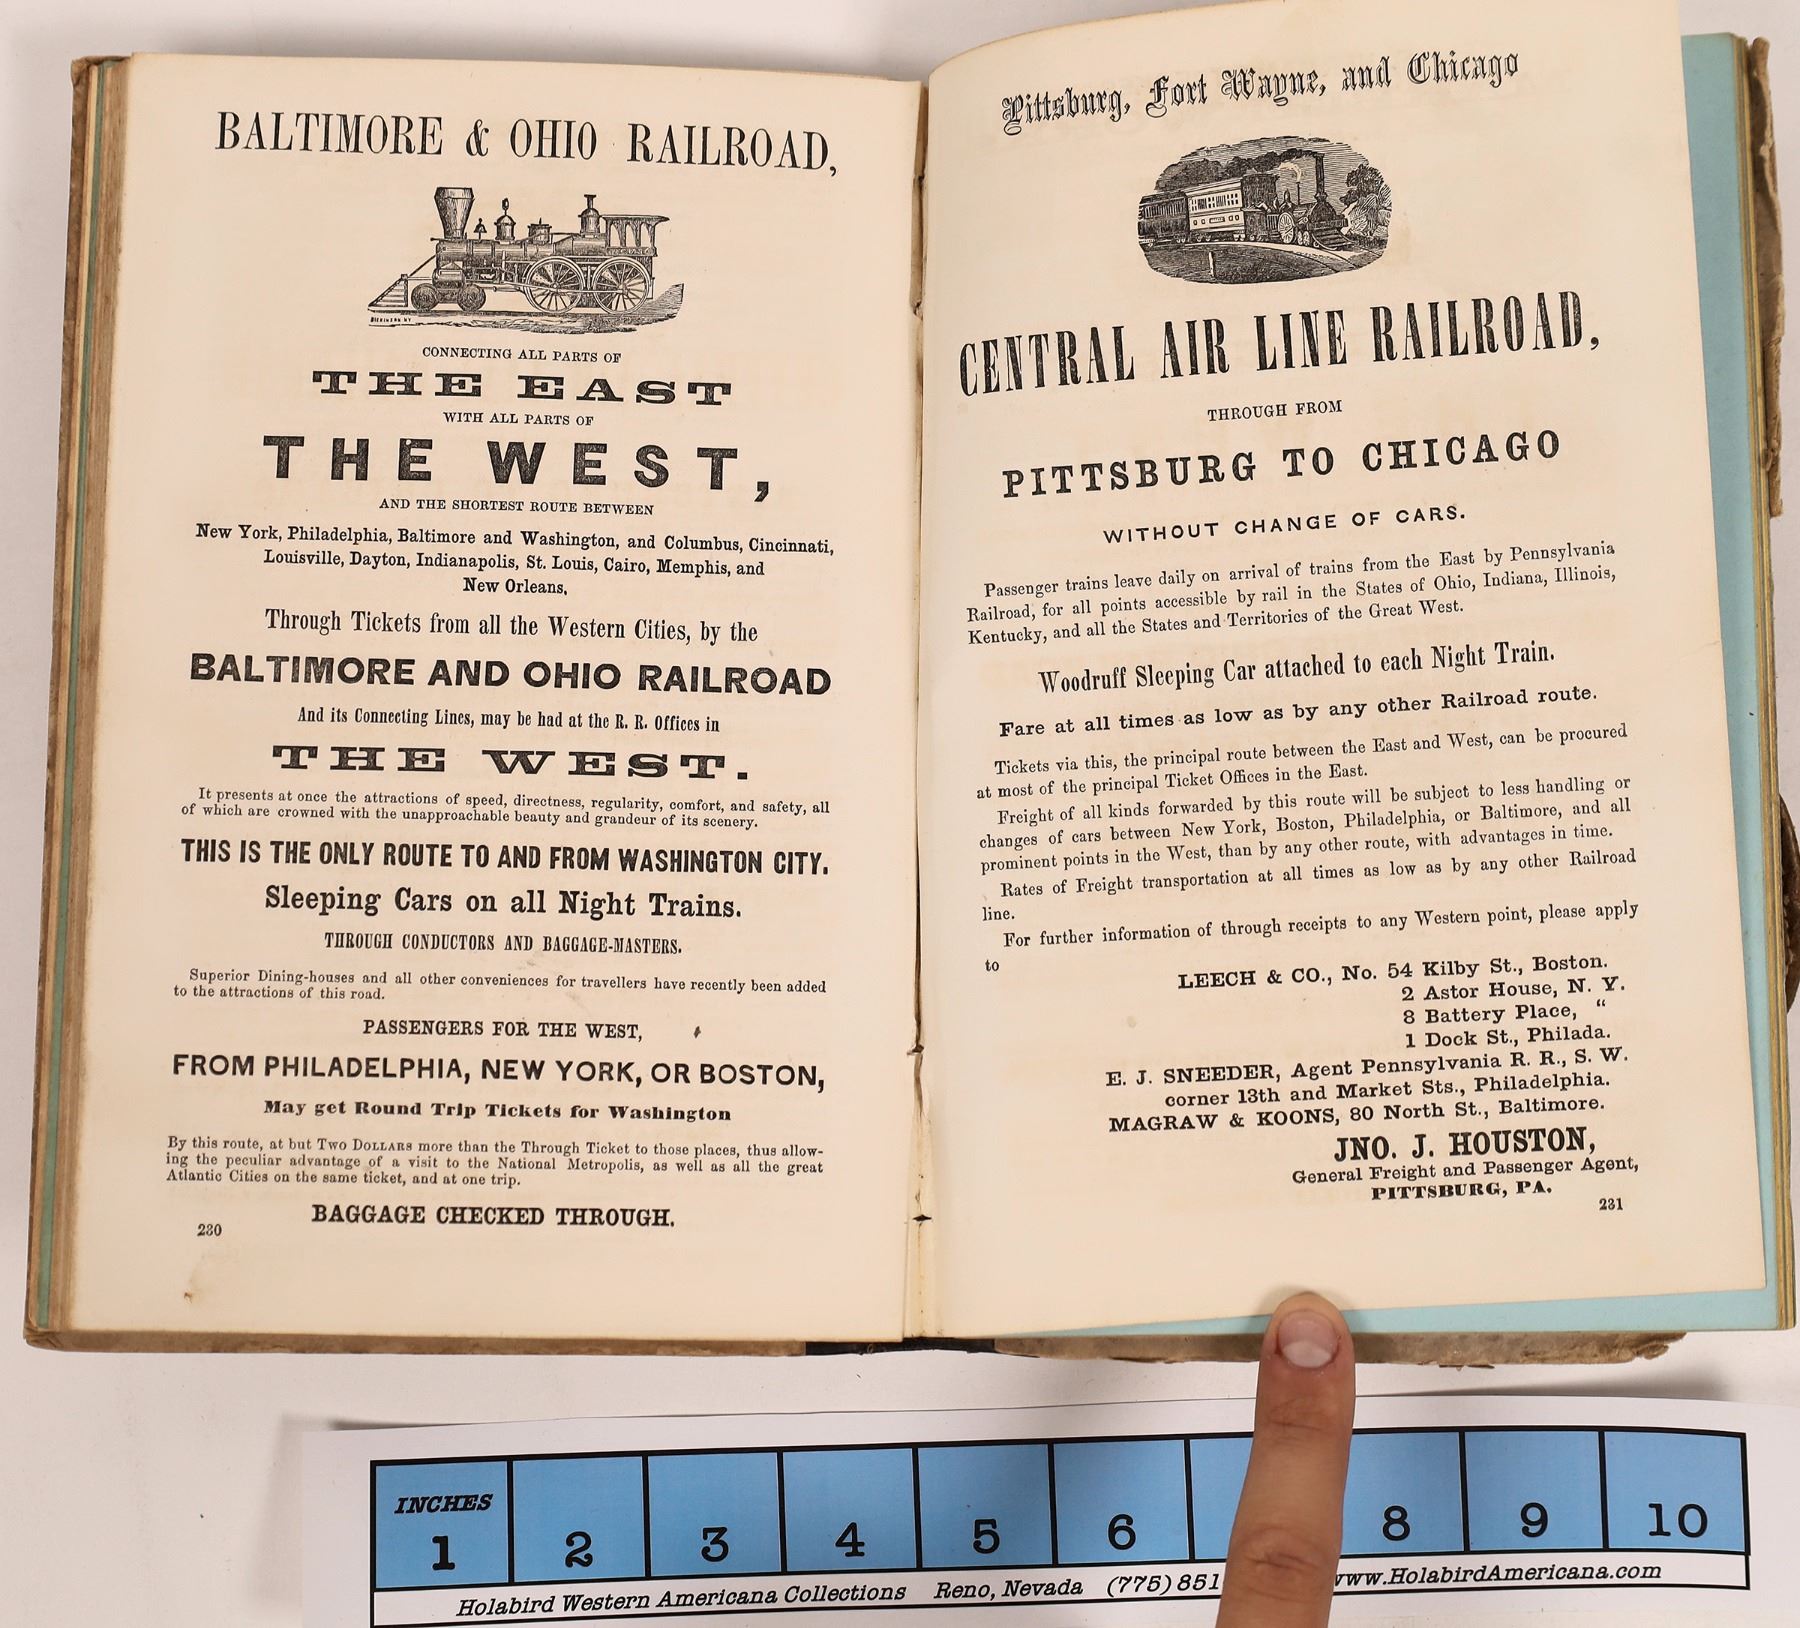 BALTIMORE & OHIO RAILROAD,
CONNECTING ALL PARTS OF
THE EAST
WITH ALL PARTS OF
THE WEST,
AND THE SHORTEST ROUTE BETWEEN
New York, Philadelphia, Baltimore and Washington, and Columbus, Cincinnati,
Louisville, Dayton, Indianapolis, St. Louis, Cairo, Memphis, and
New Orleans,
Through Tickets from all the Western Cities, by the
BALTIMORE AND OHIO RAILROAD
And its Connecting Lines, may be had at the R. R. Offices in
THE WEST.
It presents at once the attractions of speed, directness, regularity, comfort, and safety, all
of which are crowned with the unapproachable beauty and grandeur of its scenery.
THIS IS THE ONLY ROUTE TO AND FROM WASHINGTON CITY.
Sleeping Cars on all Night Trains.
THROUGH CONDUCTORS AND BAGGAGE-MASTERS.
Superior Dining-houses and all other conveniences for travellers have recently been added
to the attractions of this road.
PASSENGERS FOR THE WEST,
FROM PHILADELPHIA, NEW YORK, OR BOSTON,
May get Round Trip Tickets for Washington
By this route, at but TWO DOLLARS more than the Through Ticket to those places, thus allow-
ing the peculiar advantage of a visit to the National Metropolis, as well as all the great
Atlantic Cities on the same ticket, and at one trip.
BAGGAGE CHECKED THROUGH.
230
Pittsburg, Fort Wayne, and Chicago
CENTRAL AIR LINE RAILROAD,
THROUGH FROM
PITTSBURG TO CHICAGO
WITHOUT CHANGE OF CARS.
Passenger trains leave daily on arrival of trains from the East by Pennsylvania
Railroad, for all points accessible by rail in the States of Ohio, Indiana, Illinois,
Kentucky, and all the States and Territories of the Great West.
Woodruff Sleeping Car attached to each Night Train.
Fare at all times as low as by any other Railroad route.
Tickets via this, the principal route between the East and West, can be procured
at most of the principal Ticket Offices in the East.
Freight of all kinds forwarded by this route will be subject to less handling or
changes of cars between New York, Boston, Philadelphia, or Baltimore, and all
prominent points in the West, than by any other route, with advantages in time.
Rates of Freight transportation at all times as low as by any other Railroad
line.
For further information of through receipts to any Western point, please apply
to
LEECH & CO., No. 54 Kilby St., Boston.
2 Astor House, N. Y.
8 Battery Place, "
1 Dock St., Philada.
E. J. SNEEDER, Agent Pennsylvania R. R., S. W.
corner 13th and Market Sts., Philadelphia.
MAGRAW & KOONS, 80 North St., Baltimore.
JNO. J. HOUSTON,
General Freight and Passenger Agent,
PITTSBURG, PA.
231
INCHES
1 2 3 4 5 6 8 9 10
Holabird Western Americana Collections Reno, Nevada (775) 851 www.HolabirdAmericana.com